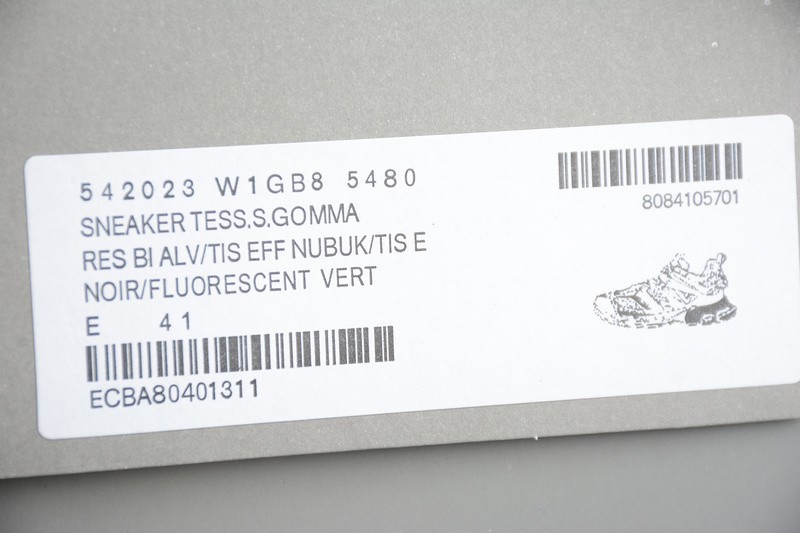 542023 W1GB8 5480
SNEAKER TESS.S.GOMMA
RES BI ALV/TIS EFF NUBUK/TIS E
NOIR/FLUORESCENT VERT
E 41
ECBA80401311
8084105701